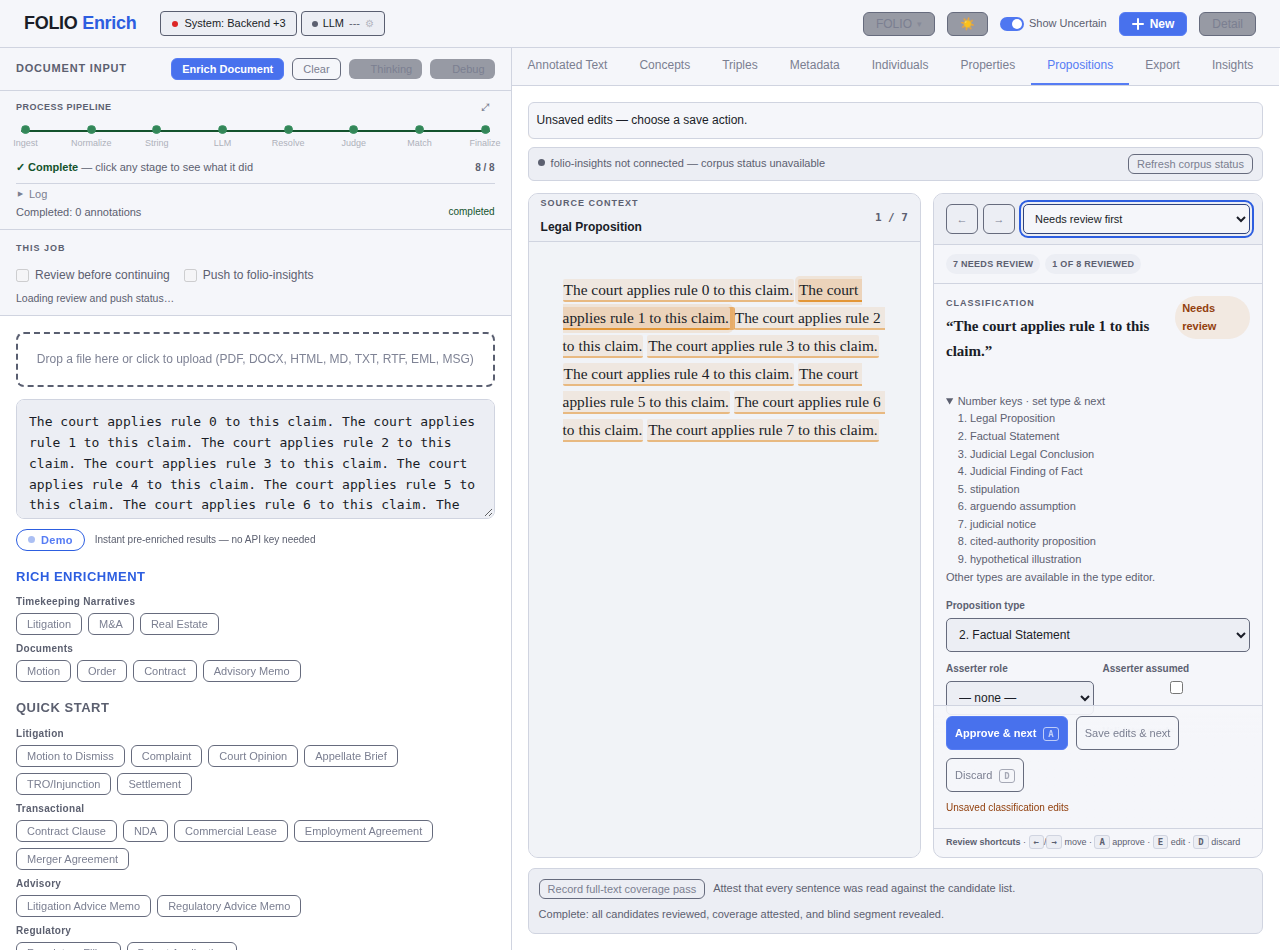 FOLIO Enrich
System: Backend +3
LLM --- ⚙
FOLIO ▾
☀️
Show Uncertain
+ New
Detail
DOCUMENT INPUT
Enrich Document
Clear
Thinking
Debug
Annotated Text
Concepts
Triples
Metadata
Individuals
Properties
Propositions
Export
Insights
PROCESS PIPELINE
Ingest
Normalize
String
LLM
Resolve
Judge
Match
Finalize
✓ Complete — click any stage to see what it did
8 / 8
▸ Log
Completed: 0 annotations
completed
THIS JOB
Review before continuing
Push to folio-insights
Loading review and push status…
Drop a file here or click to upload (PDF, DOCX, HTML, MD, TXT, RTF, EML, MSG)
The court applies rule 0 to this claim. The court applies
rule 1 to this claim. The court applies rule 2 to this
claim. The court applies rule 3 to this claim. The court
applies rule 4 to this claim. The court applies rule 5 to
this claim. The court applies rule 6 to this claim. The
Demo
Instant pre-enriched results — no API key needed
RICH ENRICHMENT
Timekeeping Narratives
Litigation
M&A
Real Estate
Documents
Motion
Order
Contract
Advisory Memo
QUICK START
Litigation
Motion to Dismiss
Complaint
Court Opinion
Appellate Brief
TRO/Injunction
Settlement
Transactional
Contract Clause
NDA
Commercial Lease
Employment Agreement
Merger Agreement
Advisory
Litigation Advice Memo
Regulatory Advice Memo
Regulatory
Unsaved edits — choose a save action.
folio-insights not connected — corpus status unavailable
Refresh corpus status
SOURCE CONTEXT
Legal Proposition
1 / 7
The court applies rule 0 to this claim. The court
applies rule 1 to this claim. The court applies rule 2
to this claim. The court applies rule 3 to this claim.
The court applies rule 4 to this claim. The court
applies rule 5 to this claim. The court applies rule 6
to this claim. The court applies rule 7 to this claim.
←
→
Needs review first
7 NEEDS REVIEW
1 OF 8 REVIEWED
CLASSIFICATION
“The court applies rule 1 to this
claim.”
Needs
review
▼ Number keys · set type & next
1. Legal Proposition
2. Factual Statement
3. Judicial Legal Conclusion
4. Judicial Finding of Fact
5. stipulation
6. arguendo assumption
7. judicial notice
8. cited-authority proposition
9. hypothetical illustration
Other types are available in the type editor.
Proposition type
2. Factual Statement
Asserter role
Asserter assumed
— none —
Approve & next A
Save edits & next
Discard D
Unsaved classification edits
Review shortcuts · ←/→ move · A approve · E edit · D discard
Record full-text coverage pass
Attest that every sentence was read against the candidate list.
Complete: all candidates reviewed, coverage attested, and blind segment revealed.